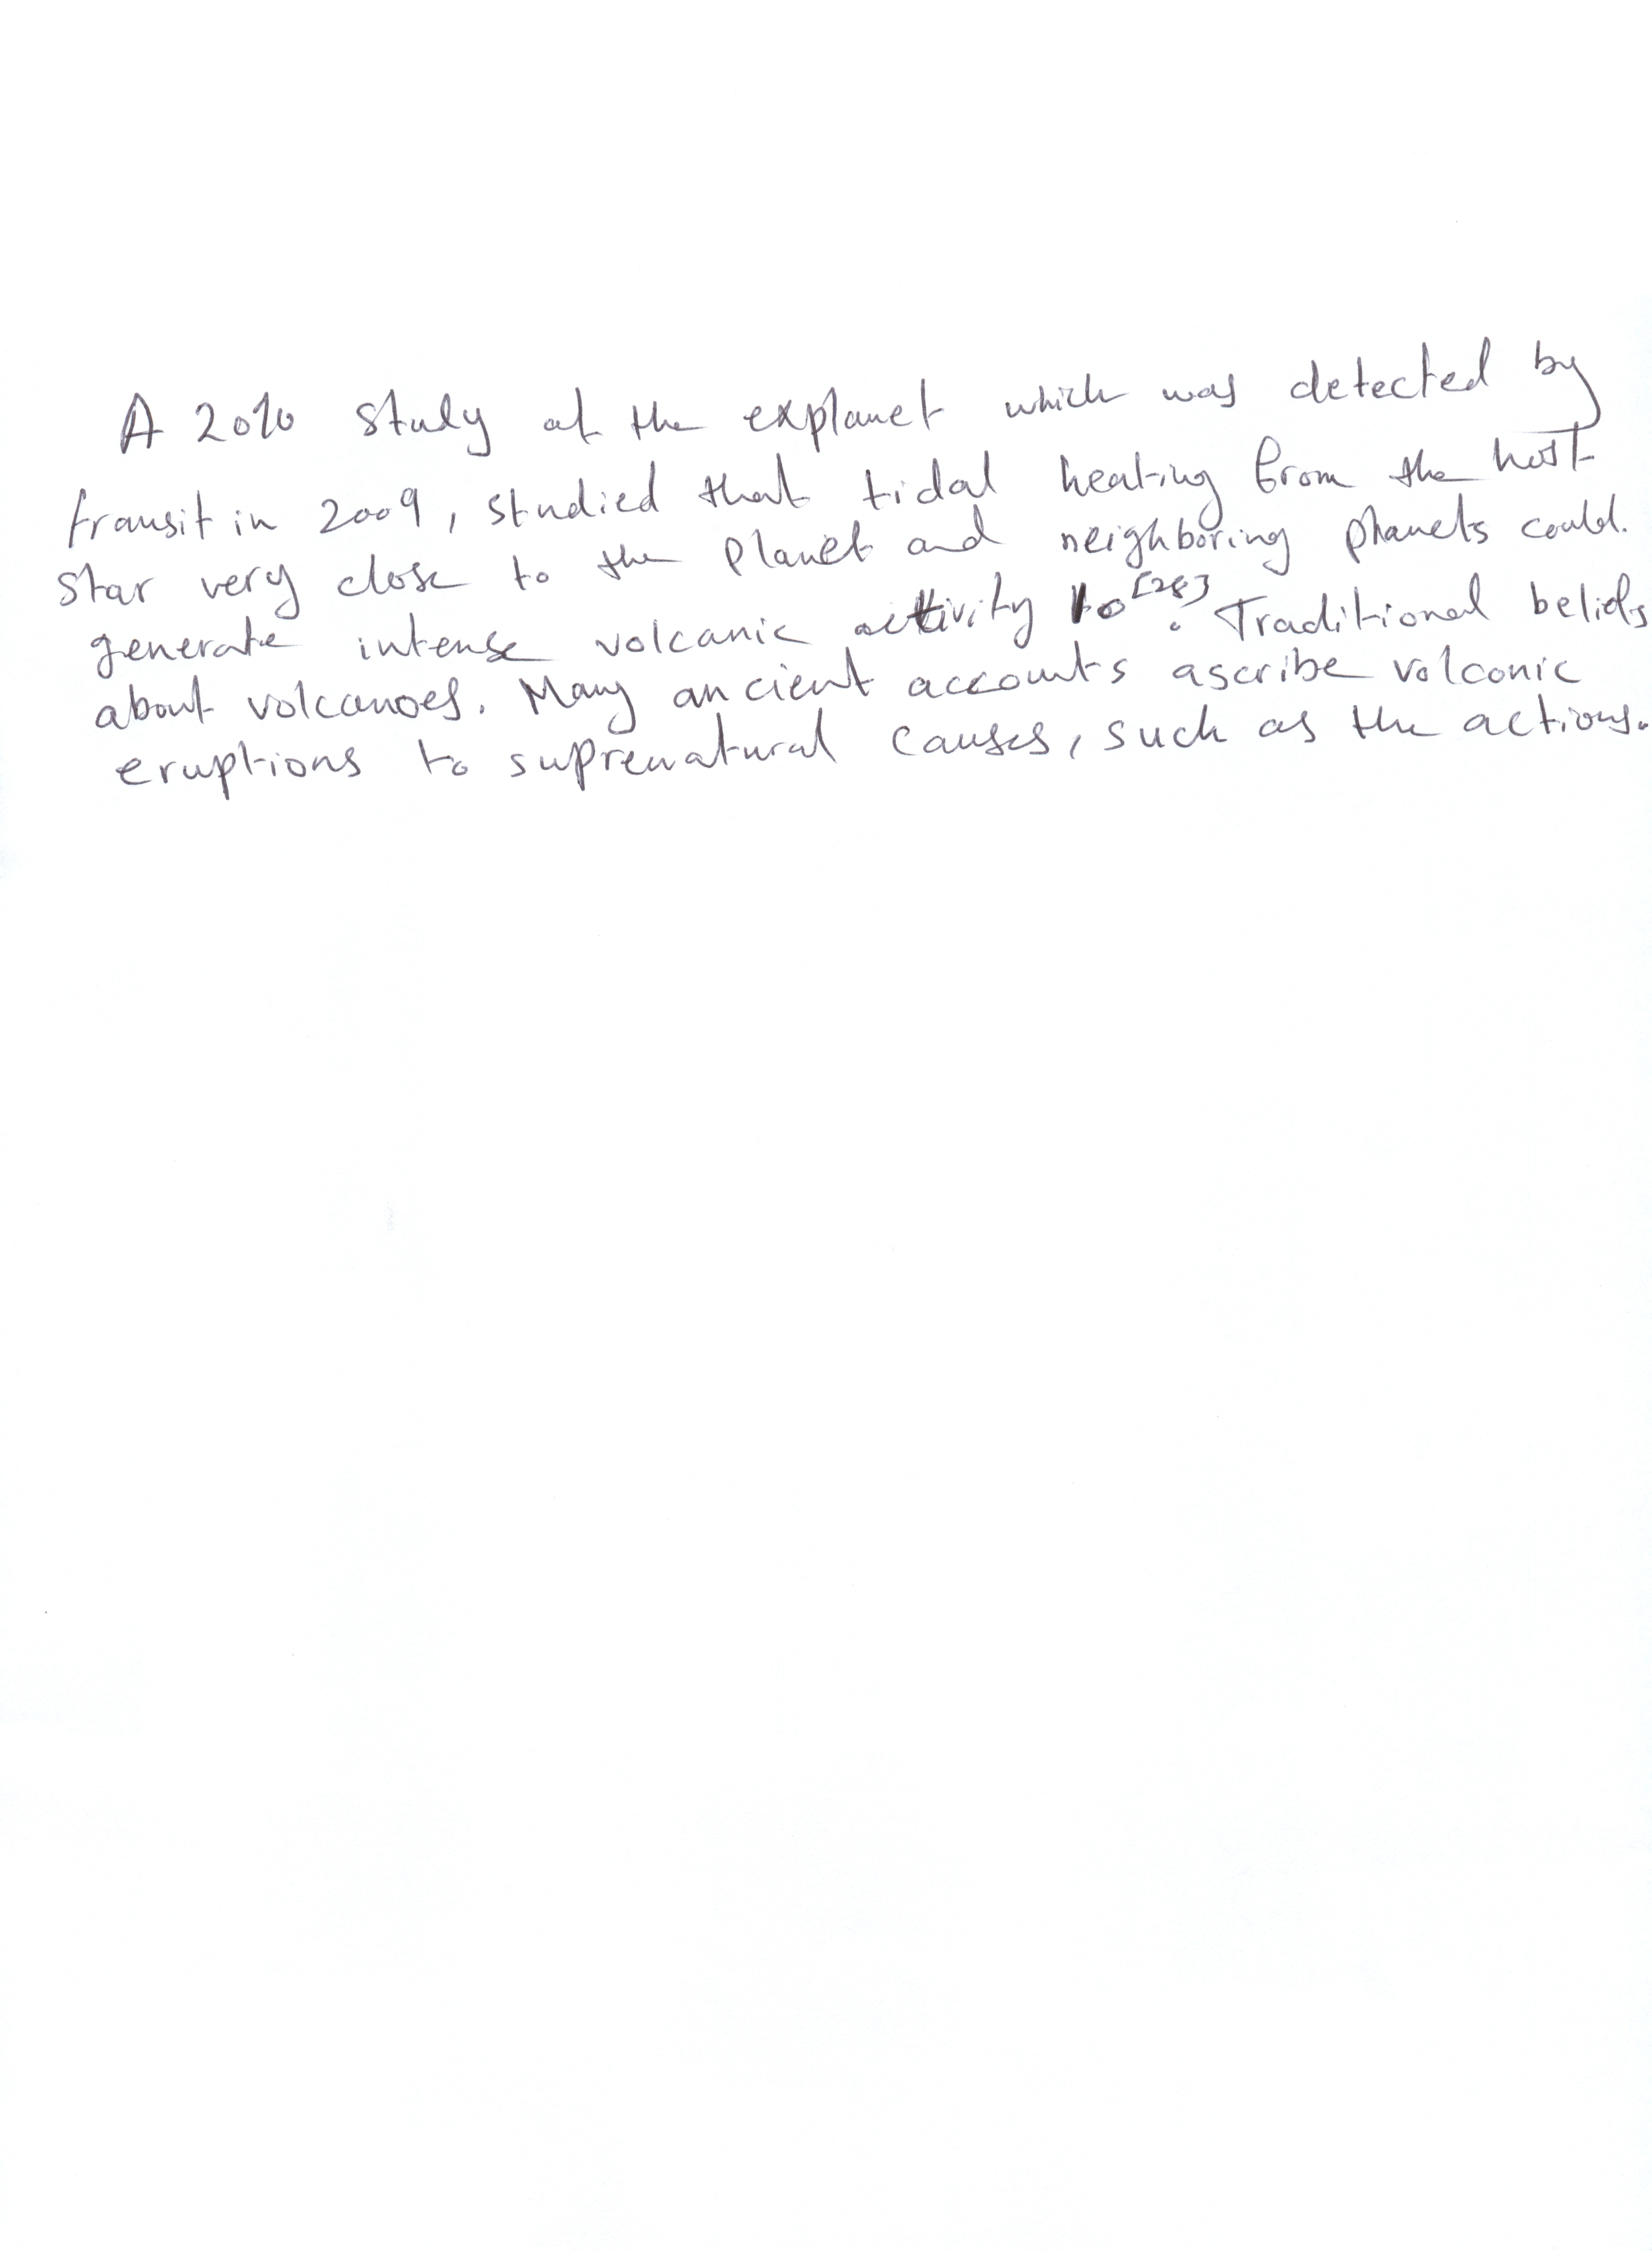 A 2010 study of the explanet which was detected by
transit in 2009, studied that tidal heating from the host
star very close to the planet and neighboring planets could.
generate intense volcanic activity Io[28]. Traditional beliefs
about volcanoes. Many ancient accounts ascribe volconic
eruptions to suprenatural causes, such as the actions.